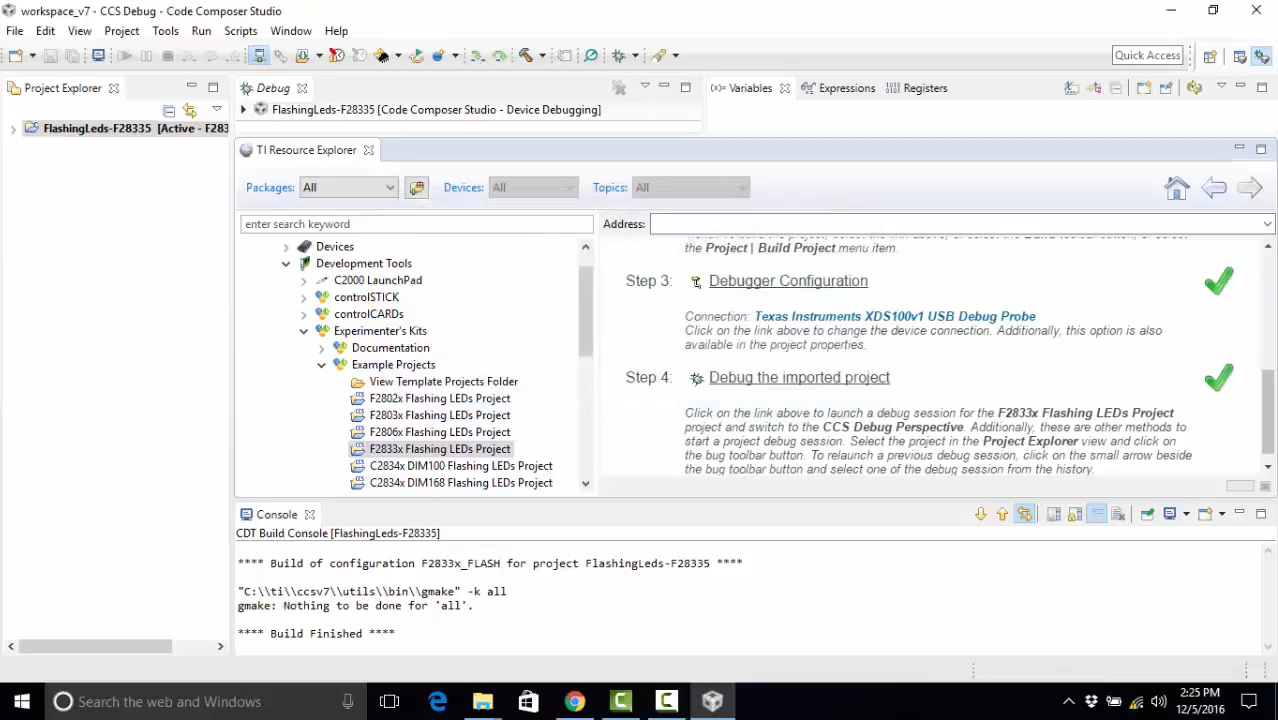 workspace_v7 - CCS Debug - Code Composer Studio
File Edit View Project Tools Run Scripts Window Help
Quick Access
Project Explorer
Debug
(x)= Variables
Expressions
Registers
FlashingLeds-F28335 [Active - F283
FlashingLeds-F28335 [Code Composer Studio - Device Debugging]
TI Resource Explorer
Packages: All
Devices: All
Topics: All
enter search keyword
Address:
Devices
Development Tools
C2000 LaunchPad
controlSTICK
controlCARDs
Experimenter's Kits
Documentation
Example Projects
View Template Projects Folder
F2802x Flashing LEDs Project
F2803x Flashing LEDs Project
F2806x Flashing LEDs Project
F2833x Flashing LEDs Project
C2834x DIM100 Flashing LEDs Project
C2834x DIM168 Flashing LEDs Project
the Project | Build Project menu item.
Step 3: Debugger Configuration
Connection: Texas Instruments XDS100v1 USB Debug Probe
Click on the link above to change the device connection. Additionally, this option is also
available in the project properties.
Step 4: Debug the imported project
Click on the link above to launch a debug session for the F2833x Flashing LEDs Project
project and switch to the CCS Debug Perspective. Additionally, these are other methods to
start a project debug session. Select the project in the Project Explorer view and click on
the bug toolbar button. To relaunch a previous debug session, click on the small arrow beside
the bug toolbar button and select one of the debug session from the history.
Console
CDT Build Console [FlashingLeds-F28335]
**** Build of configuration F2833x_FLASH for project FlashingLeds-F28335 ****
"C:\\ti\\ccsv7\\utils\\bin\\gmake" -k all
gmake: Nothing to be done for 'all'.
**** Build Finished ****
Search the web and Windows
2:25 PM
12/5/2016